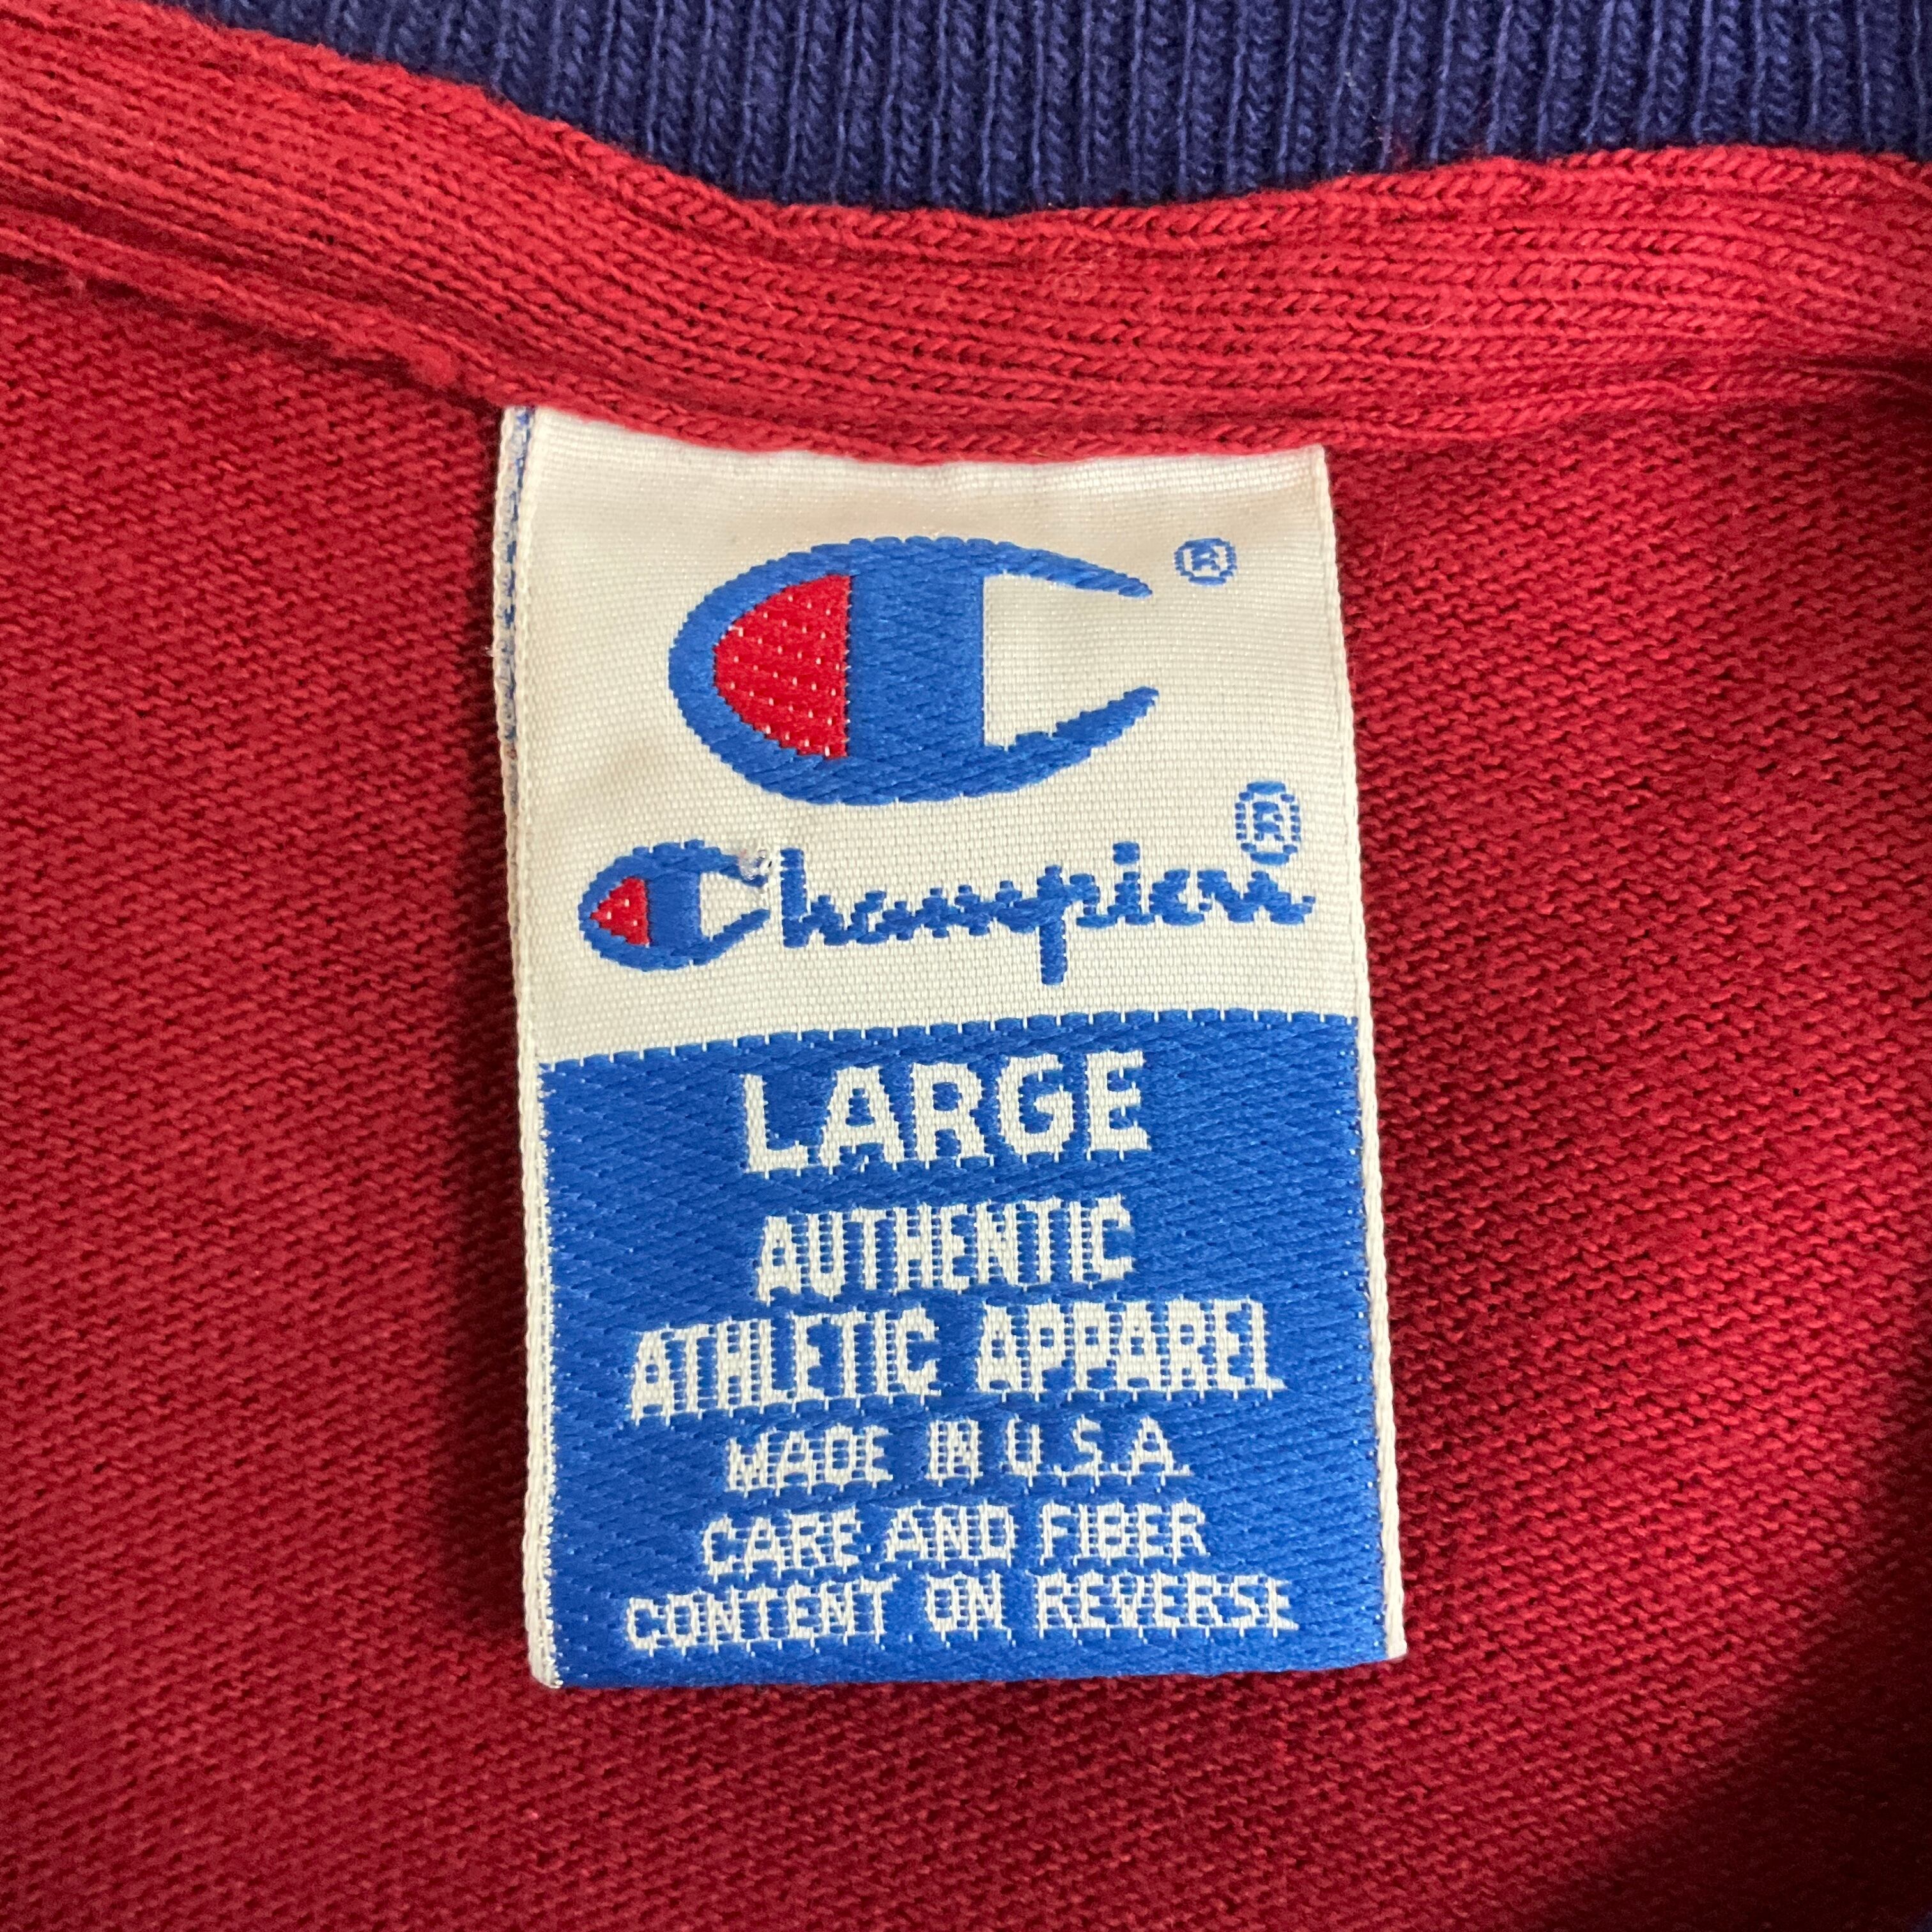 ®
Champion®
LARGE
AUTHENTIC
ATHLETIC APPAREL
MADE IN U.S.A.
CARE AND FIBER
CONTENT ON REVERSE